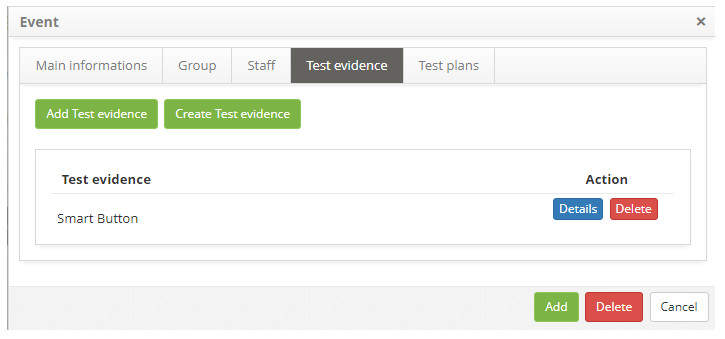 Event ×
Main informations Group Staff Test evidence Test plans
Add Test evidence Create Test evidence
Test evidence Action
Smart Button Details Delete
Add Delete Cancel